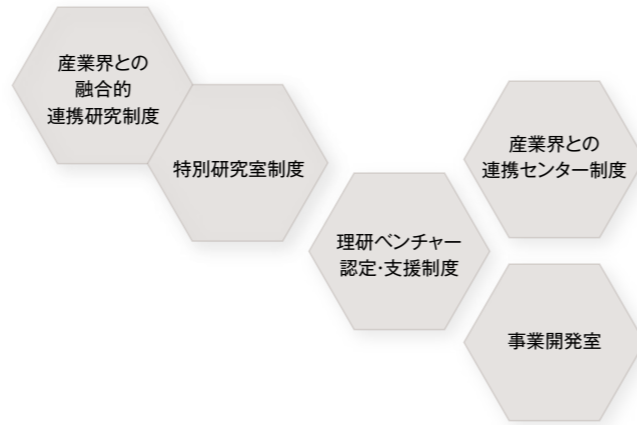 産業界との
融合的
連携研究制度
特別研究室制度
理研ベンチャー
認定・支援制度
産業界との
連携センター制度
事業開発室